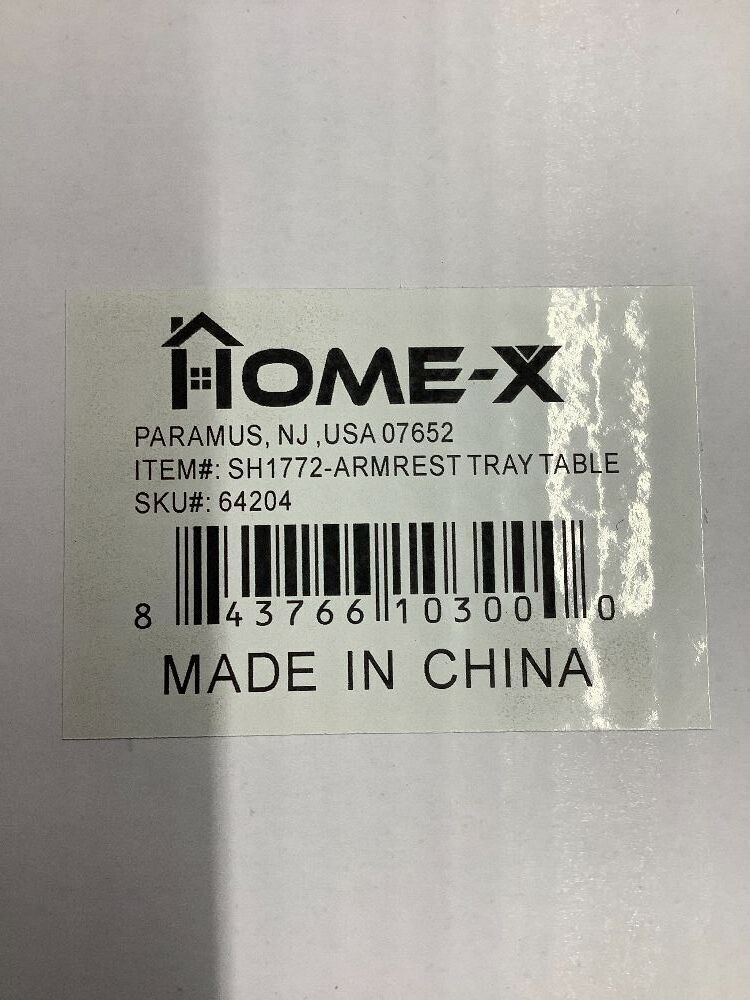 HOME-X
PARAMUS, NJ ,USA 07652
ITEM#: SH1772-ARMREST TRAY TABLE
SKU#: 64204
8 43766 10300 0
MADE IN CHINA